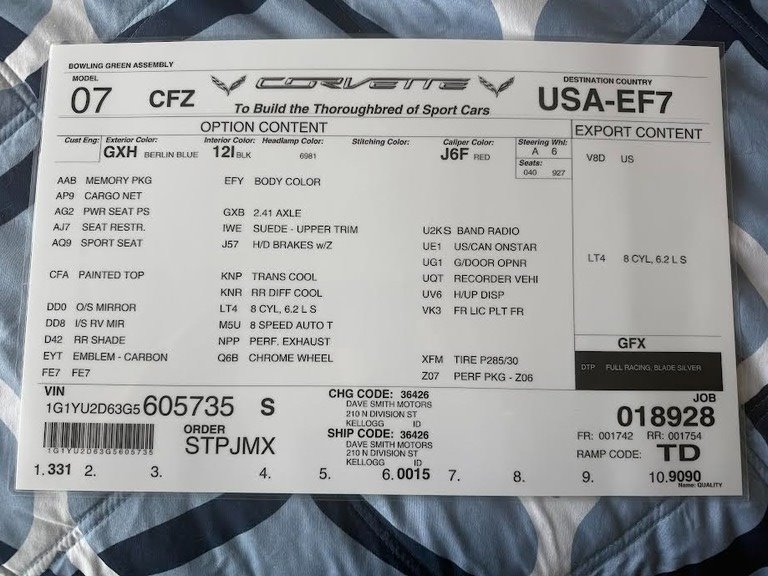 BOWLING GREEN ASSEMBLY
MODEL
07 CFZ
CORVETTE
To Build the Thoroughbred of Sport Cars
DESTINATION COUNTRY
USA-EF7
OPTION CONTENT
EXPORT CONTENT
Cust Eng: Exterior Color: Interior Color: Headlamp Color: Stitching Color: Caliper Color: Steering Whl:
GXH BERLIN BLUE 12I BLK 6981 J6F RED A 6
Seats:
040 927
V8D US
AAB MEMORY PKG
AP9 CARGO NET
AG2 PWR SEAT PS
AJ7 SEAT RESTR.
AQ9 SPORT SEAT
CFA PAINTED TOP
DD0 O/S MIRROR
DD8 I/S RV MIR
D42 RR SHADE
EYT EMBLEM - CARBON
FE7 FE7
EFY BODY COLOR
GXB 2.41 AXLE
IWE SUEDE - UPPER TRIM
J57 H/D BRAKES w/Z
KNP TRANS COOL
KNR RR DIFF COOL
LT4 8 CYL, 6.2 L S
M5U 8 SPEED AUTO T
NPP PERF. EXHAUST
Q6B CHROME WHEEL
U2KS BAND RADIO
UE1 US/CAN ONSTAR
UG1 G/DOOR OPNR
UQT RECORDER VEHI
UV6 H/UP DISP
VK3 FR LIC PLT FR
XFM TIRE P285/30
Z07 PERF PKG - Z06
LT4 8 CYL, 6.2 L S
GFX
DTP FULL RACING, BLADE SILVER
VIN
1G1YU2D63G5605735 S
1G1YU2D63G5605735
ORDER
STPJMX
CHG CODE: 36426
DAVE SMITH MOTORS
210 N DIVISION ST
KELLOGG ID
SHIP CODE: 36426
DAVE SMITH MOTORS
210 N DIVISION ST
KELLOGG ID
JOB
018928
FR: 001742 RR: 001754
RAMP CODE: TD
1. 331 2. 3. 4. 5. 6. 0015 7. 8. 9. 10. 9090
Name: QUALITY